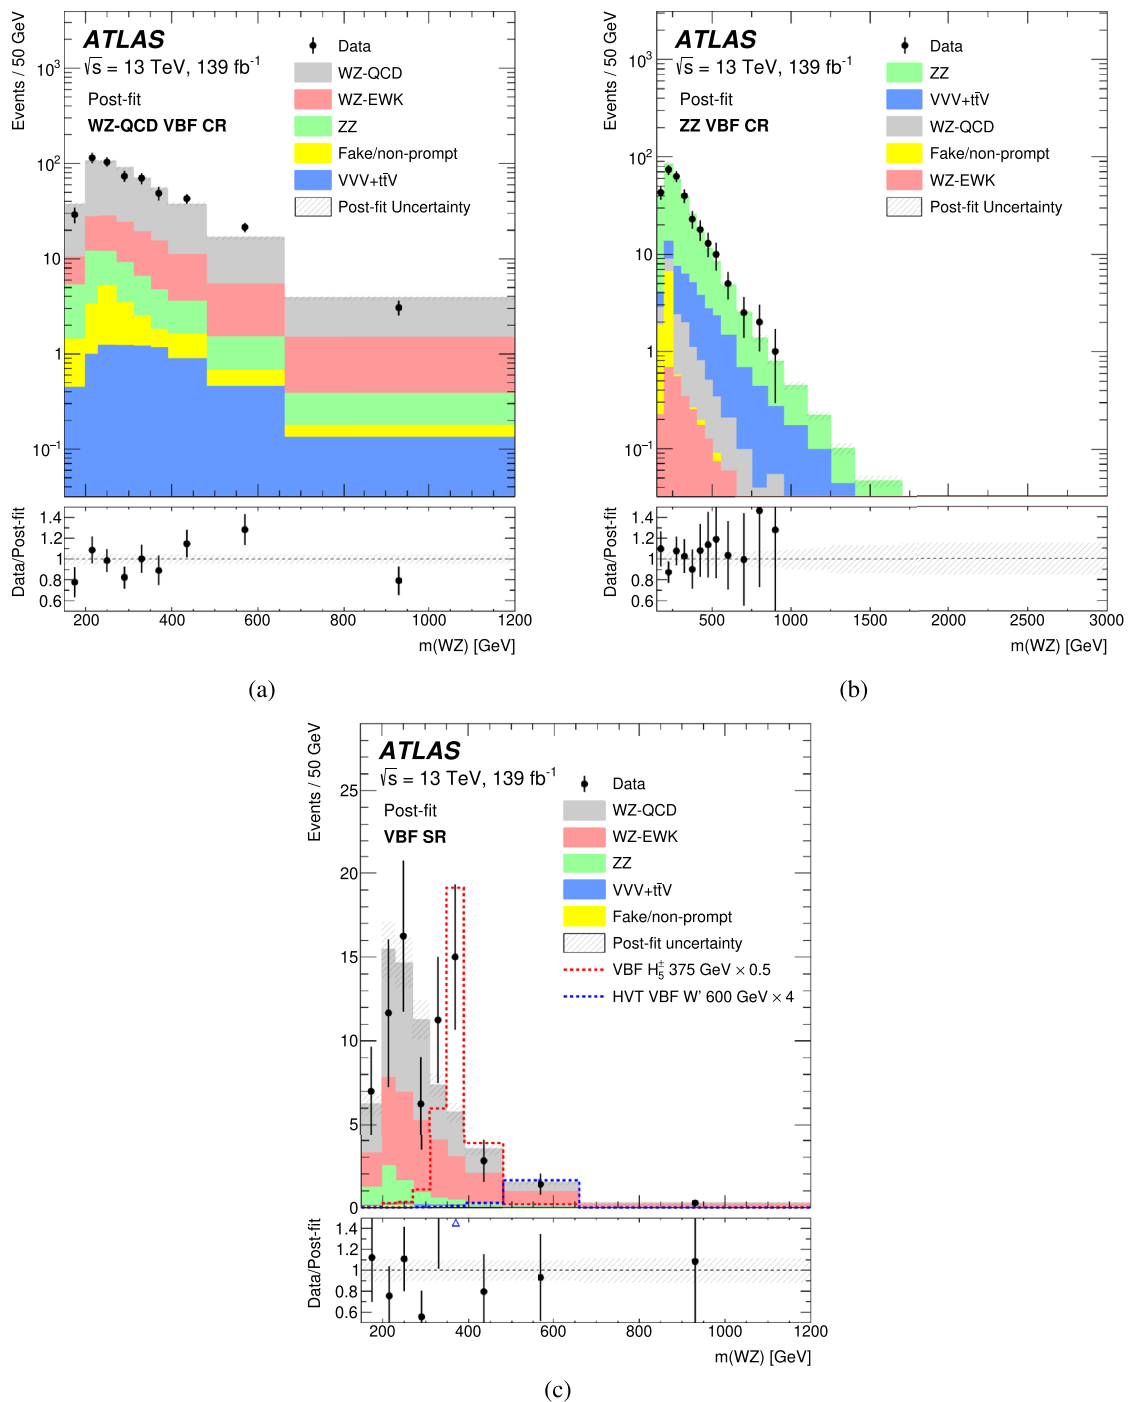 Events / 50 GeV
ATLAS
√s = 13 TeV, 139 fb⁻¹
Post-fit
WZ-QCD VBF CR
Data
WZ-QCD
WZ-EWK
ZZ
Fake/non-prompt
VVV+tt̄V
Post-fit Uncertainty
10³
10²
10
1
10⁻¹
Data/Post-fit
1.4
1.2
1
0.8
0.6
200 400 600 800 1000 1200
m(WZ) [GeV]
(a)
Events / 50 GeV
ATLAS
√s = 13 TeV, 139 fb⁻¹
Post-fit
ZZ VBF CR
Data
ZZ
VVV+tt̄V
WZ-QCD
Fake/non-prompt
WZ-EWK
Post-fit Uncertainty
10³
10²
10
1
10⁻¹
Data/Post-fit
1.4
1.2
1
0.8
0.6
500 1000 1500 2000 2500 3000
m(WZ) [GeV]
(b)
Events / 50 GeV
ATLAS
√s = 13 TeV, 139 fb⁻¹
Post-fit
VBF SR
Data
WZ-QCD
WZ-EWK
ZZ
VVV+tt̄V
Fake/non-prompt
Post-fit uncertainty
VBF H₅± 375 GeV × 0.5
HVT VBF W' 600 GeV × 4
25
20
15
10
5
0
Data/Post-fit
1.4
1.2
1
0.8
0.6
200 400 600 800 1000 1200
m(WZ) [GeV]
(c)